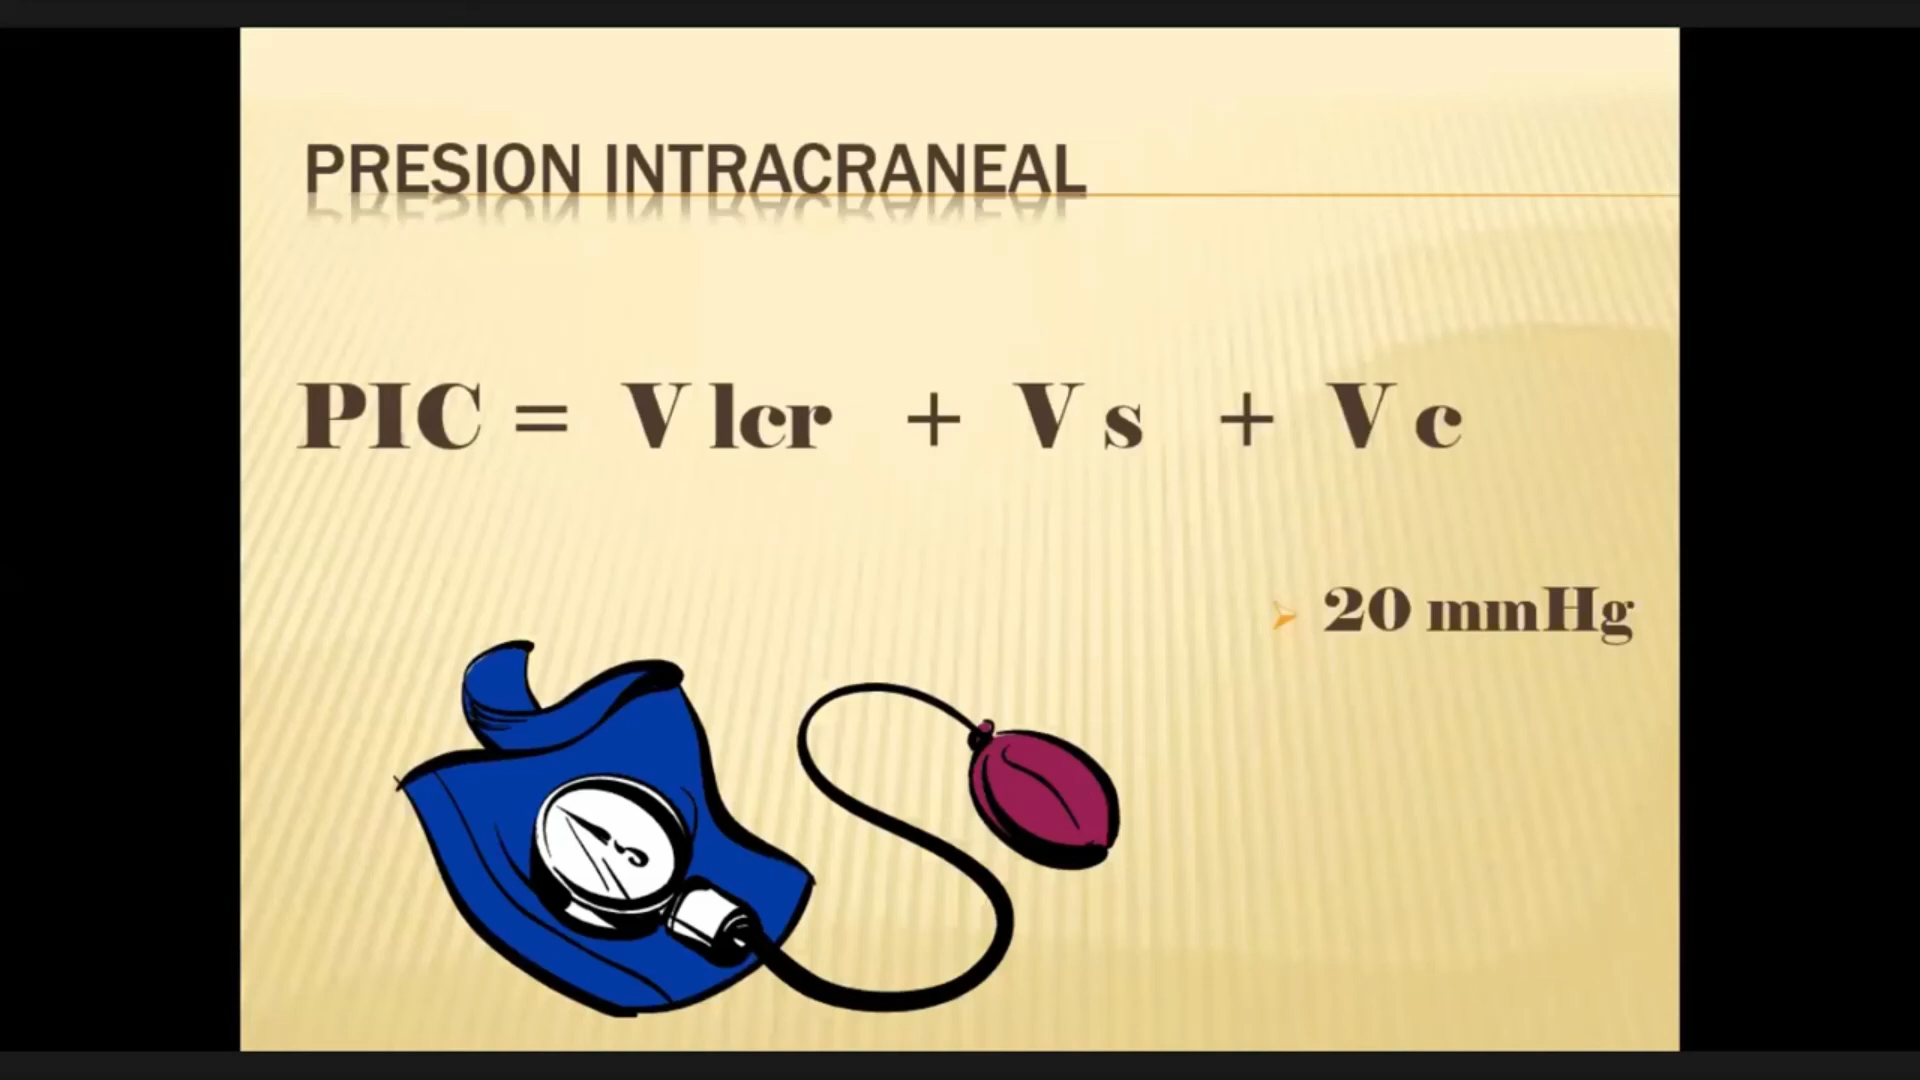 PRESION INTRACRANEAL
PIC = V lcr + V s + V c
20 mmHg